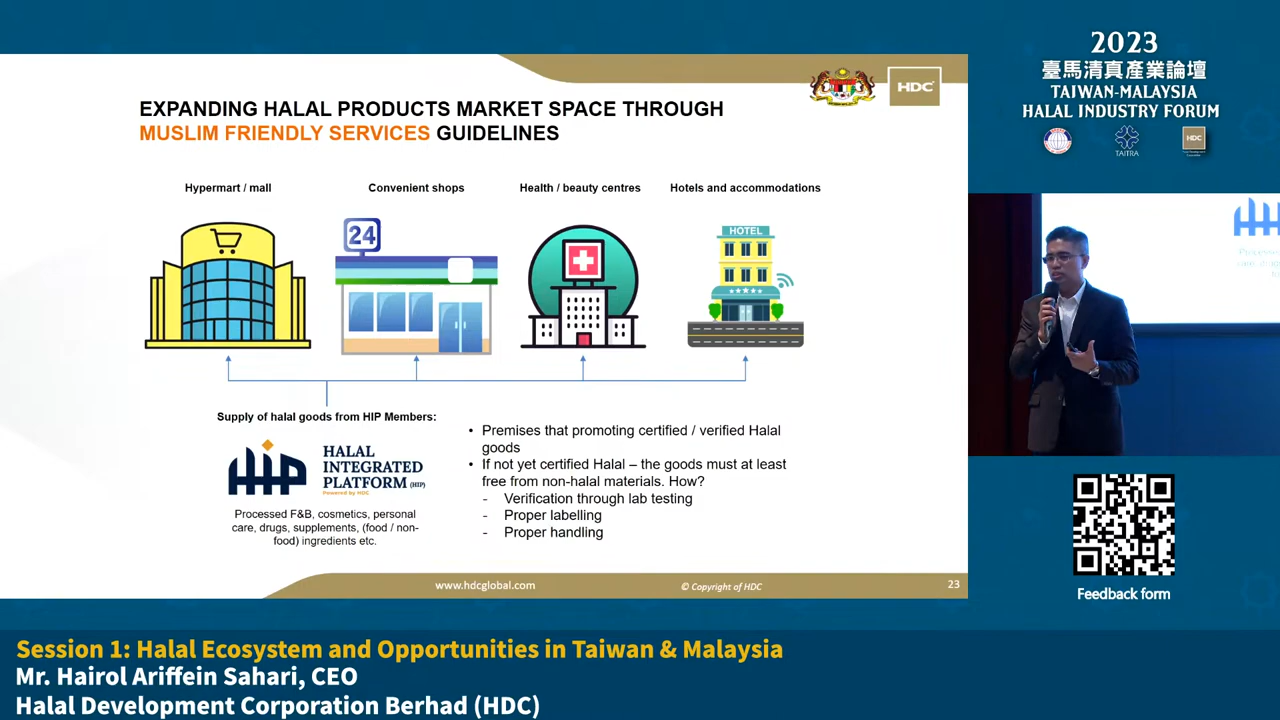 EXPANDING HALAL PRODUCTS MARKET SPACE THROUGH
MUSLIM FRIENDLY SERVICES GUIDELINES
HDC
Hypermart / mall
Convenient shops
Health / beauty centres
Hotels and accommodations
24
HOTEL
Supply of halal goods from HIP Members:
HIP
HALAL
INTEGRATED
PLATFORM (HIP)
Powered by HDC
Processed F&B, cosmetics, personal
care, drugs, supplements, (food / non-
food) ingredients etc.
• Premises that promoting certified / verified Halal
goods
• If not yet certified Halal – the goods must at least
free from non-halal materials. How?
- Verification through lab testing
- Proper labelling
- Proper handling
www.hdcglobal.com
© Copyright of HDC
23
2023
臺馬清真產業論壇
TAIWAN-MALAYSIA
HALAL INDUSTRY FORUM
TAITRA
HDC
Feedback form
Session 1: Halal Ecosystem and Opportunities in Taiwan & Malaysia
Mr. Hairol Ariffein Sahari, CEO
Halal Development Corporation Berhad (HDC)